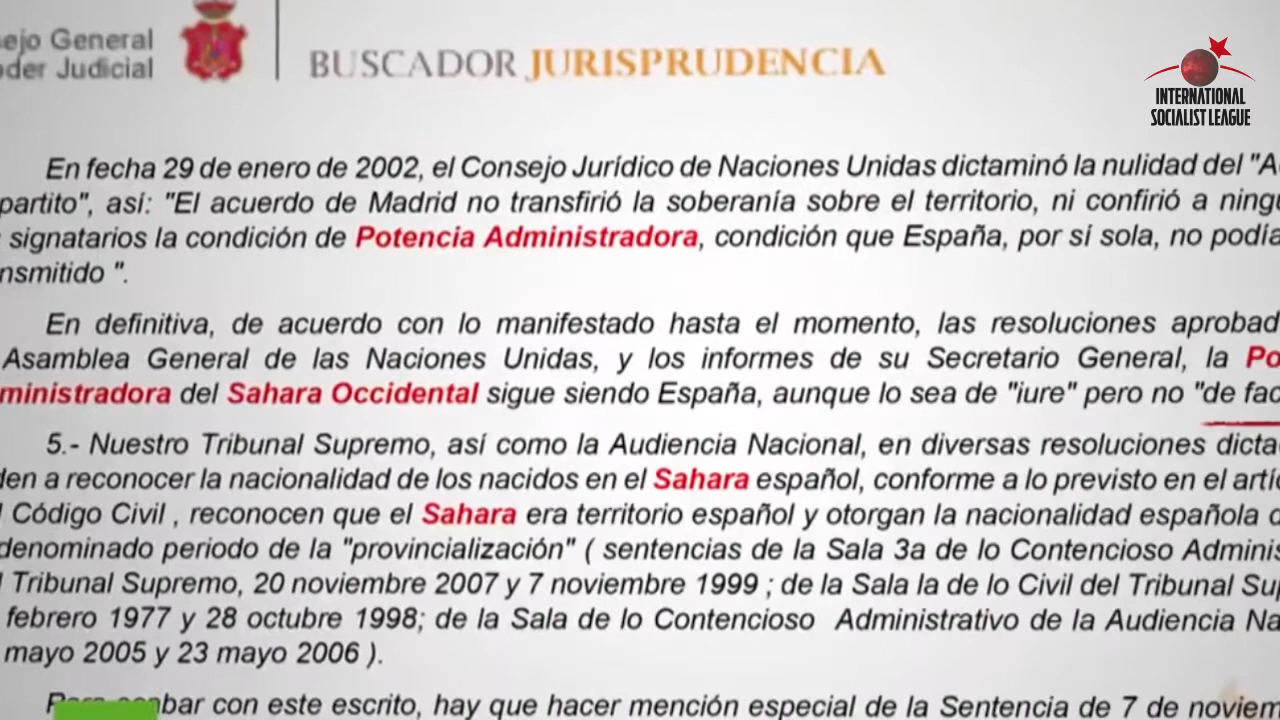 ejo General
der Judicial
BUSCADOR JURISPRUDENCIA
INTERNATIONAL
SOCIALIST LEAGUE
En fecha 29 de enero de 2002, el Consejo Jurídico de Naciones Unidas dictaminó la nulidad del "A
partito", así: "El acuerdo de Madrid no transfirió la soberanía sobre el territorio, ni confirió a ningu
signatarios la condición de Potencia Administradora, condición que España, por sí sola, no podía
nsmitido ".
En definitiva, de acuerdo con lo manifestado hasta el momento, las resoluciones aprobad
Asamblea General de las Naciones Unidas, y los informes de su Secretario General, la Po
ministradora del Sahara Occidental sigue siendo España, aunque lo sea de "iure" pero no "de fac
5.- Nuestro Tribunal Supremo, así como la Audiencia Nacional, en diversas resoluciones dicta
den a reconocer la nacionalidad de los nacidos en el Sahara español, conforme a lo previsto en el artíc
l Código Civil , reconocen que el Sahara era territorio español y otorgan la nacionalidad española d
denominado periodo de la "provincialización" ( sentencias de la Sala 3a de lo Contencioso Adminis
l Tribunal Supremo, 20 noviembre 2007 y 7 noviembre 1999 ; de la Sala la de lo Civil del Tribunal Sup
febrero 1977 y 28 octubre 1998; de la Sala de lo Contencioso Administrativo de la Audiencia Na
mayo 2005 y 23 mayo 2006 ).
bar con este escrito, hay que hacer mención especial de la Sentencia de 7 de noviem